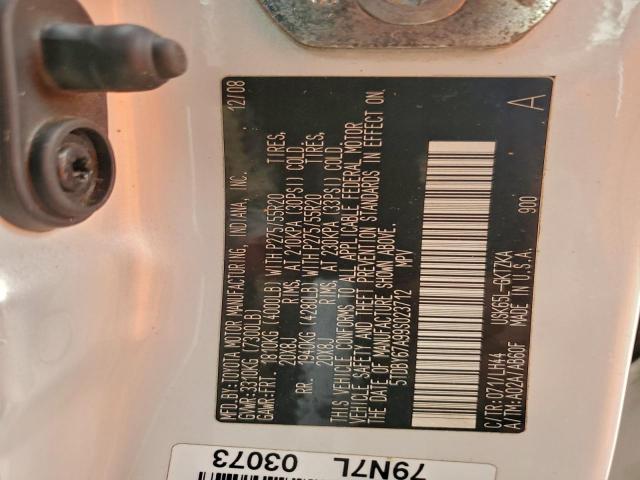 MFD.BY:TOYOTA MOTOR MANUFACTURING, INDIANA, INC. 12/08
GVWR:3310KG (7300LB)
GAWR:FRT. 1810KG (4000LB) WITH P275/55R20 TIRES,
20X8J RIMS, AT 210KPA (30PSI) COLD.
RR. 1940KG (4280LB) WITH P275/55R20 TIRES,
20X8J RIMS, AT 230KPA (33PSI) COLD.
THIS VEHICLE CONFORMS TO ALL APPLICABLE FEDERAL MOTOR
VEHICLE SAFETY AND THEFT PREVENTION STANDARDS IN EFFECT ON
THE DATE OF MANUFACTURE SHOWN ABOVE.
5TDBY67A99S023712 MPV
C/TR:071/LH44 USK65L-GKTZKA 900 A
A/TM:A02A/AB60F MADE IN U.S.A.
79N7L
03073